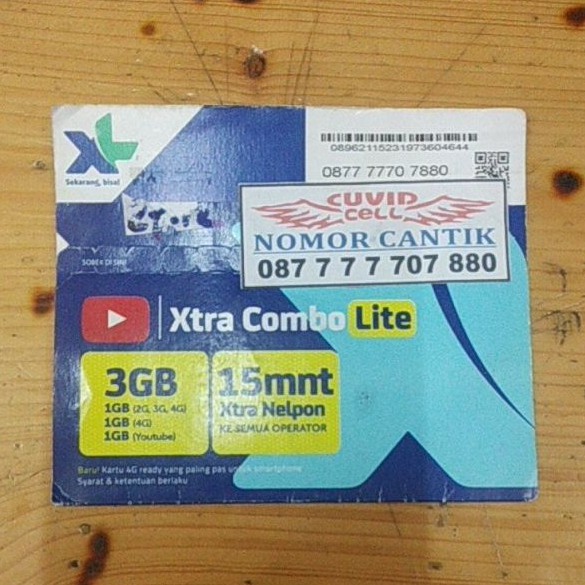 XL
Sekarang, bisa!
08962115231973604644
0877 7770 7880
CUVID
CELL
NOMOR CANTIK
087 7 7 7 707 880
SOBEK DI SINI
Xtra Combo Lite
3GB
1GB (2G, 3G, 4G)
1GB (4G)
1GB (Youtube)
15mnt
Xtra Nelpon
KE SEMUA OPERATOR
Baru! Kartu 4G ready yang paling pas untuk smartphone
Syarat & ketentuan berlaku